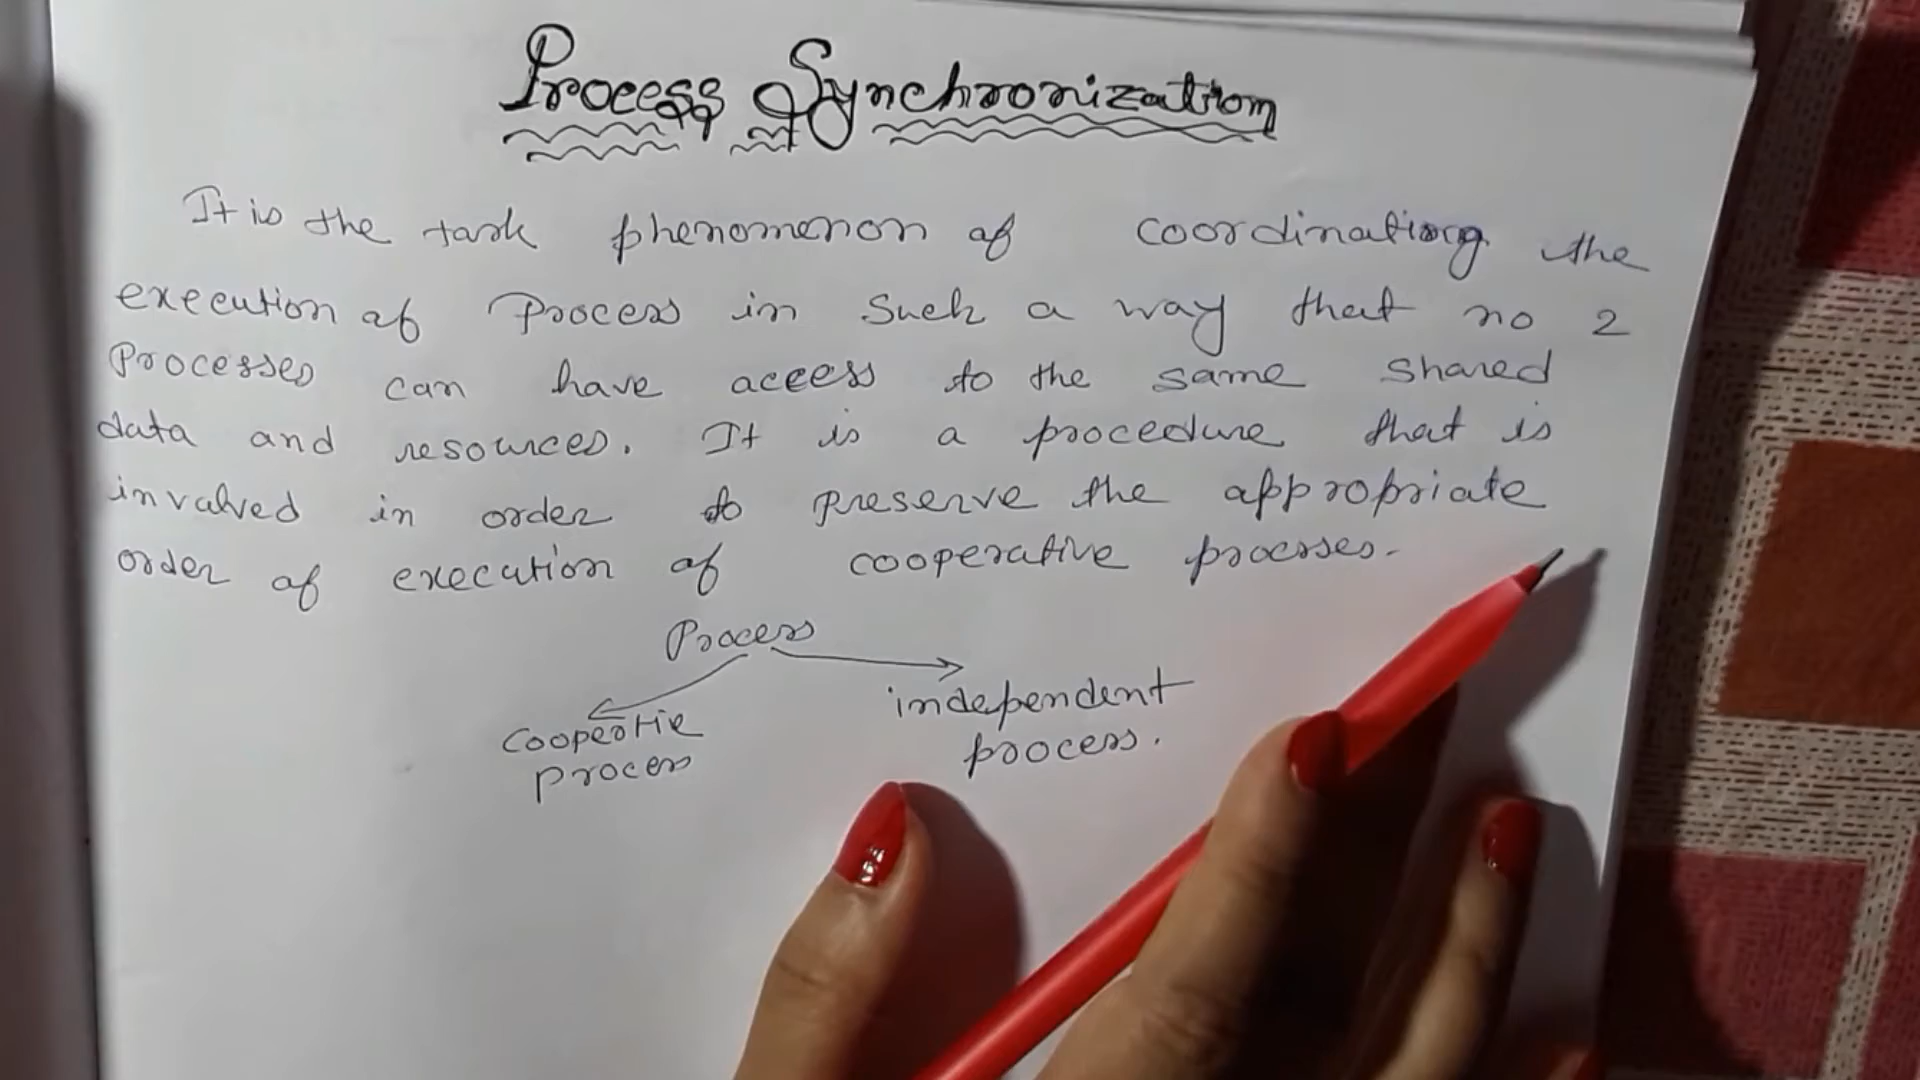 Process Synchronization
It is the task phenomenon of coordinationg the
execution of Process in such a way that no 2
Processes can have access to the same shared
data and resources. It is a procedure that is
involved in order to preserve the appropriate
order of execution of cooperative processes.
Process
independent
process.
process